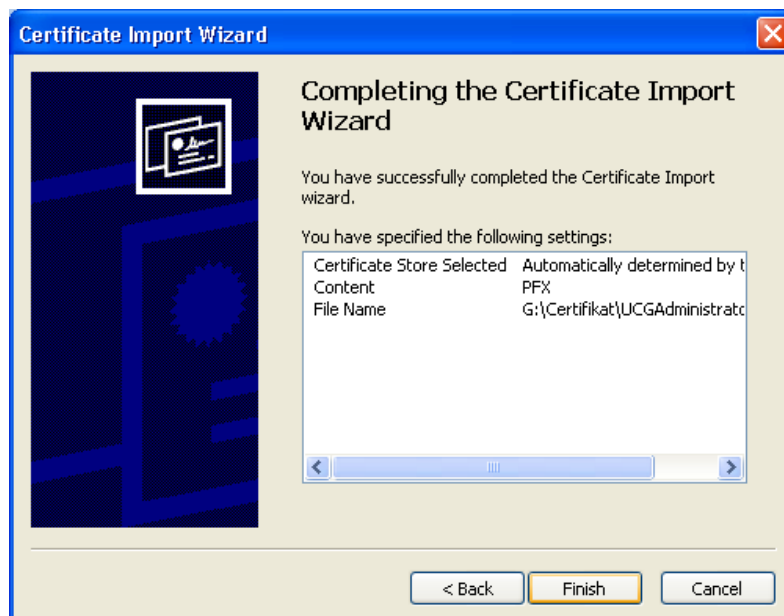 Certificate Import Wizard
Completing the Certificate Import
Wizard
You have successfully completed the Certificate Import
wizard.
You have specified the following settings:
Certificate Store Selected Automatically determined by t
Content PFX
File Name G:\Certifikat\UCGAdministratc
< Back Finish Cancel